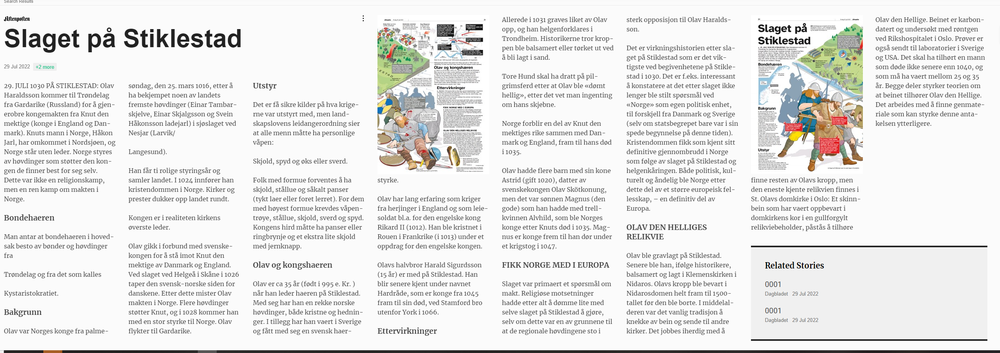 Search Results
Aftenposten
Slaget på Stiklestad
29 Jul 2022 +2 more
29. JULI 1030 PÅ STIKLESTAD: Olav
Haraldsson kommer til Trøndelag
fra Gardarike (Russland) for å gjen-
erobre kongemakten fra Knut den
mektige (konge i England og Dan-
mark). Knuts mann i Norge, Håkon
Jarl, har omkommet i Nordsjøen, og
Norge står uten leder. Norge styres
av høvdinger som støtter den kon-
gen de finner best for seg selv.
Dette var ikke en religionskamp,
men en ren kamp om makten i
Norge.
Bondehaeren
Man antar at bondehaeren i hoved-
sak besto av bønder og høvdinger
fra
Trøndelag og fra det som kalles
Kystaristokratiet.
Bakgrunn
Olav var Norges konge fra palme-
søndag, den 25. mars 1016, etter å
ha bekjempet noen av landets
fremste høvdinger (Einar Tambar-
skjelve, Einar Skjalgsson og Svein
Håkonsson ladejarl) i sjøslaget ved
Nesjar (Larvik/
Langesund).
Han får ti rolige styringsår og
samler landet. I 1024 innfører han
kristendommen i Norge. Kirker og
prester dukker opp landet rundt.
Kongen er i realiteten kirkens
øverste leder.
Olav gikk i forbund med svenske-
kongen for å stå imot Knut den
mektige av Danmark og England.
Ved slaget ved Helgeå i Skåne i 1026
taper den svensk-norske siden for
danskene. Etter dette mister Olav
makten i Norge. Flere høvdinger
støtter Knut, og i 1028 kommer han
med en stor styrke til Norge. Olav
flykter til Gardarike.
Utstyr
Det er få sikre kilder på hva krige-
rne var utstyrt med, men land-
skapslovens leidangerordning sier
at alle menn måtte ha personlige
våpen:
Skjold, spyd og øks eller sverd.
Folk med formue forventes å ha
skjold, stållue og såkalt panser
(tykt laer eller foret lerret). For dem
med høyest formue krevdes våpen-
trøye, stållue, skjold, sverd og spyd.
Kongens hird måtte ha panser eller
ringbrynje og et ekstra lite skjold
med jernknapp.
Olav og kongshaeren
Olav er ca 35 år (født i 995 e. Kr. )
når han leder haeren på Stiklestad.
Med seg har han en rekke norske
høvdinger, både kristne og hednin-
ger. I tillegg har han vaert i Sverige
og fått med seg en svensk haer-
Olav og kongshæren
Ettervirkninger
FIKK NORGE MED I EUROPA
OLAV DEN HELLIGES RELIKVIE
styrke.
Olav har lang erfaring som kriger
fra herjinger i England og som leie-
soldat bl.a. for den engelske kong
Rikard II (1012). Han ble kristnet i
Rouen i Frankrike (i 1013) under et
oppdrag for den engelske kongen.
Olavs halvbror Harald Sigurdsson
(15 år) er med på Stiklestad. Han
blir senere kjent under navnet
Hardråde, som er konge fra 1045
fram til sin død, ved Stamford bro
utenfor York i 1066.
Ettervirkninger
Allerede i 1031 graves liket av Olav
opp, og han helgenforklares i
Trondheim. Historikerne tror krop-
pen ble balsamert eller tørket ut ved
å bli lagt i sand.
Tore Hund skal ha dratt på pil-
grimsferd etter at Olav ble «dømt
hellig», etter det vet man ingenting
om hans skjebne.
Norge forblir en del av Knut den
mektiges rike sammen med Dan-
mark og England, fram til hans død
i 1035.
Olav hadde flere barn med sin kone
Astrid (gift 1020), datter av
svenskekongen Olav Skötkonung,
men det var sønnen Magnus (den
gode) som han hadde med trell-
kvinnen Alvhild, som ble Norges
konge etter Knuts død i 1035. Mag-
nus er konge frem til han dør under
et krigstog i 1047.
FIKK NORGE MED I EUROPA
Slaget var primaert et spørsmål om
makt. Religiøse motsetninger
hadde etter alt å dømme lite med
selve slaget på Stiklestad å gjøre,
selv om dette var en av grunnene til
at de regionale høvdingene sto i
sterk opposisjon til Olav Haralds-
son.
Det er virkningshistorien etter sla-
get på Stiklestad som er det vik-
tigste ved begivenhetene på Stikle-
stad i 1030. Det er f.eks. interessant
å konstatere at det etter slaget ikke
lenger ble stilt spørsmål ved
«Norge» som egen politisk enhet,
til forskjell fra Danmark og Sverige
(selv om statsbegrepet bare var i sin
spede begynnelse på denne tiden).
Kristendommen fikk som kjent sitt
definitive gjennombrudd i Norge
som følge av slaget på Stiklestad og
helgenkåringen. Både politisk, kul-
turelt og åndelig ble Norge etter
dette del av et større europeisk fel-
lesskap, – en definitiv del av
Europa.
OLAV DEN HELLIGES
RELIKVIE
Olav ble gravlagt på Stiklestad.
Senere ble han, ifølge historikere,
balsamert og lagt i Klemenskirken i
Nidaros. Olavs kropp ble bevart i
Nidarosdomen helt fram til 1500-
tallet før den ble borte. I middelal-
deren var det vanlig tradisjon å
knekke av bein og sende til andre
kirker. Det jobbes iherdig med å
Slaget på
Stiklestad
Bondehæren
Bakgrunn
Utstyr
finne resten av Olavs kropp, men
den eneste kjente relikvien finnes i
St. Olavs domkirke i Oslo: Et skinn-
bein som har vaert oppbevart i
domkirkens kor i en gullforgylt
relikviebeholder, påstås å tilhøre
Olav den Hellige. Beinet er karbon-
datert og undersøkt med røntgen
ved Rikshospitalet i Oslo. Prøver er
også sendt til laboratorier i Sverige
og USA. Det skal ha tilhørt en mann
som døde ikke senere enn 1040, og
som må ha vaert mellom 25 og 35
år. Begge deler styrker teorien om
at beinet tilhører Olav den Hellige.
Det arbeides med å finne genmate-
riale som kan styrke denne anta-
kelsen ytterligere.
Related Stories
0001
Dagbladet 29 Jul 2022
0001
Dagbladet 29 Jul 2022